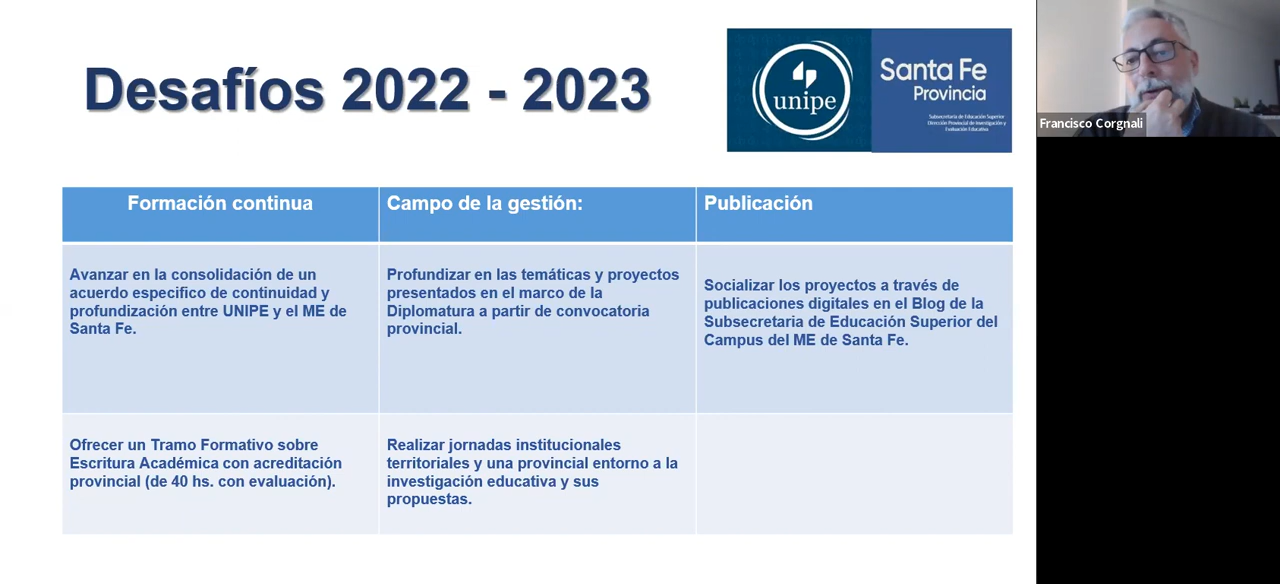 Desafíos 2022 - 2023
unipe
Santa Fe
Provincia
Subsecretaría de Educación Superior
Dirección Provincial de Investigación y
Evaluación Educativa
Francisco Corgnali
Formación continua
Campo de la gestión:
Publicación
Avanzar en la consolidación de un
acuerdo especifico de continuidad y
profundización entre UNIPE y el ME de
Santa Fe.
Profundizar en las temáticas y proyectos
presentados en el marco de la
Diplomatura a partir de convocatoria
provincial.
Socializar los proyectos a través de
publicaciones digitales en el Blog de la
Subsecretaria de Educación Superior del
Campus del ME de Santa Fe.
Ofrecer un Tramo Formativo sobre
Escritura Académica con acreditación
provincial (de 40 hs. con evaluación).
Realizar jornadas institucionales
territoriales y una provincial entorno a la
investigación educativa y sus
propuestas.